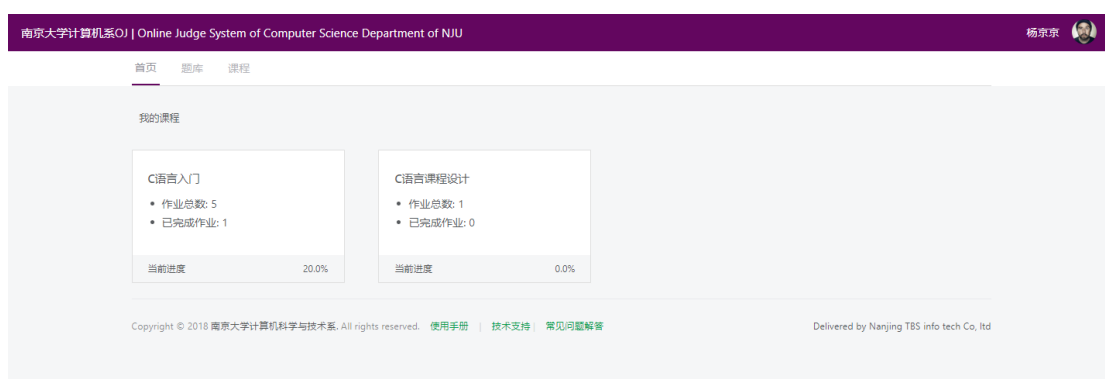 南京大学计算机系OJ | Online Judge System of Computer Science Department of NJU 杨京京
首页 题库 课程
我的课程
C语言入门 C语言课程设计
• 作业总数: 5 • 作业总数: 1
• 已完成作业: 1 • 已完成作业: 0
当前进度 20.0% 当前进度 0.0%
Copyright © 2018 南京大学计算机科学与技术系. All rights reserved. 使用手册 | 技术支持 | 常见问题解答 Delivered by Nanjing TBS info tech Co, ltd